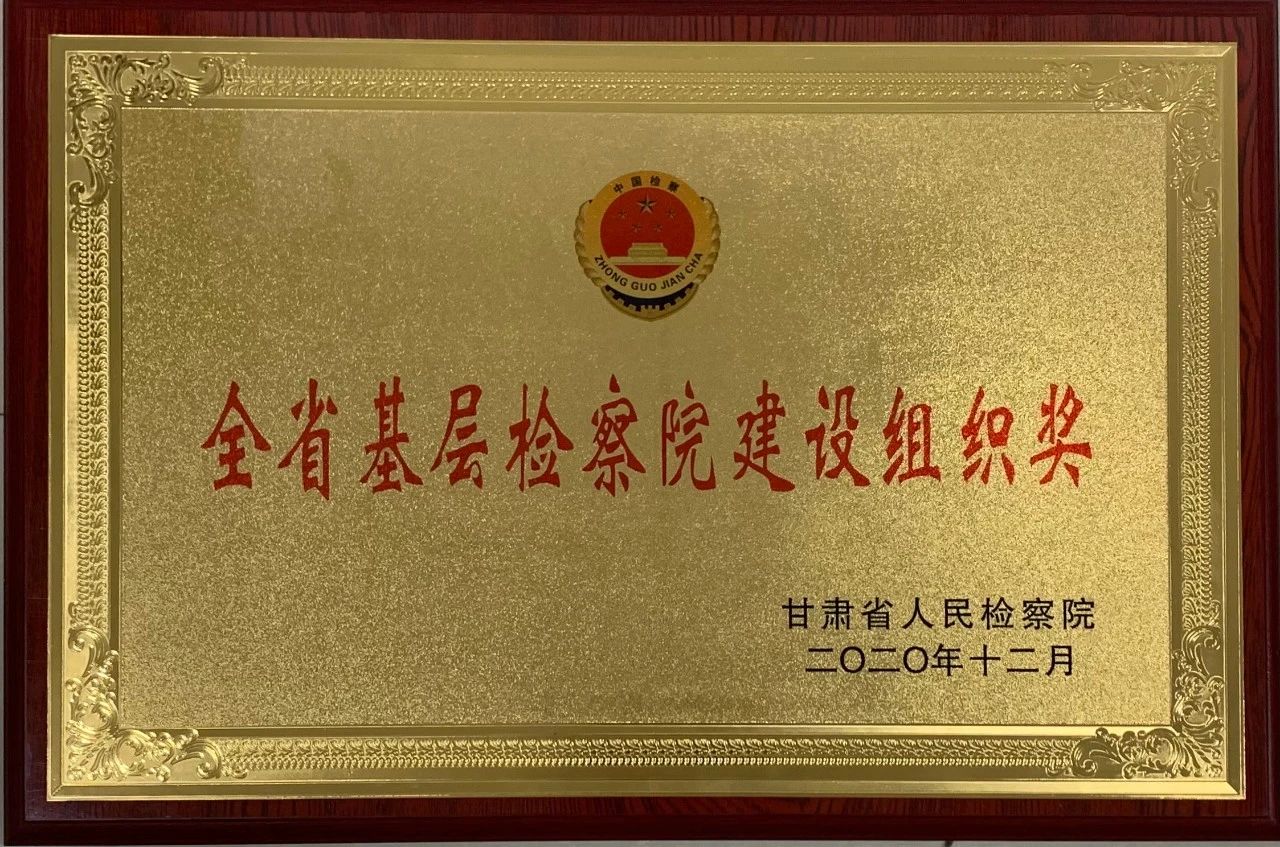 中国检察
ZHONG GUO JIAN CHA
全省基层检察院建设组织奖
甘肃省人民检察院
二〇二〇年十二月